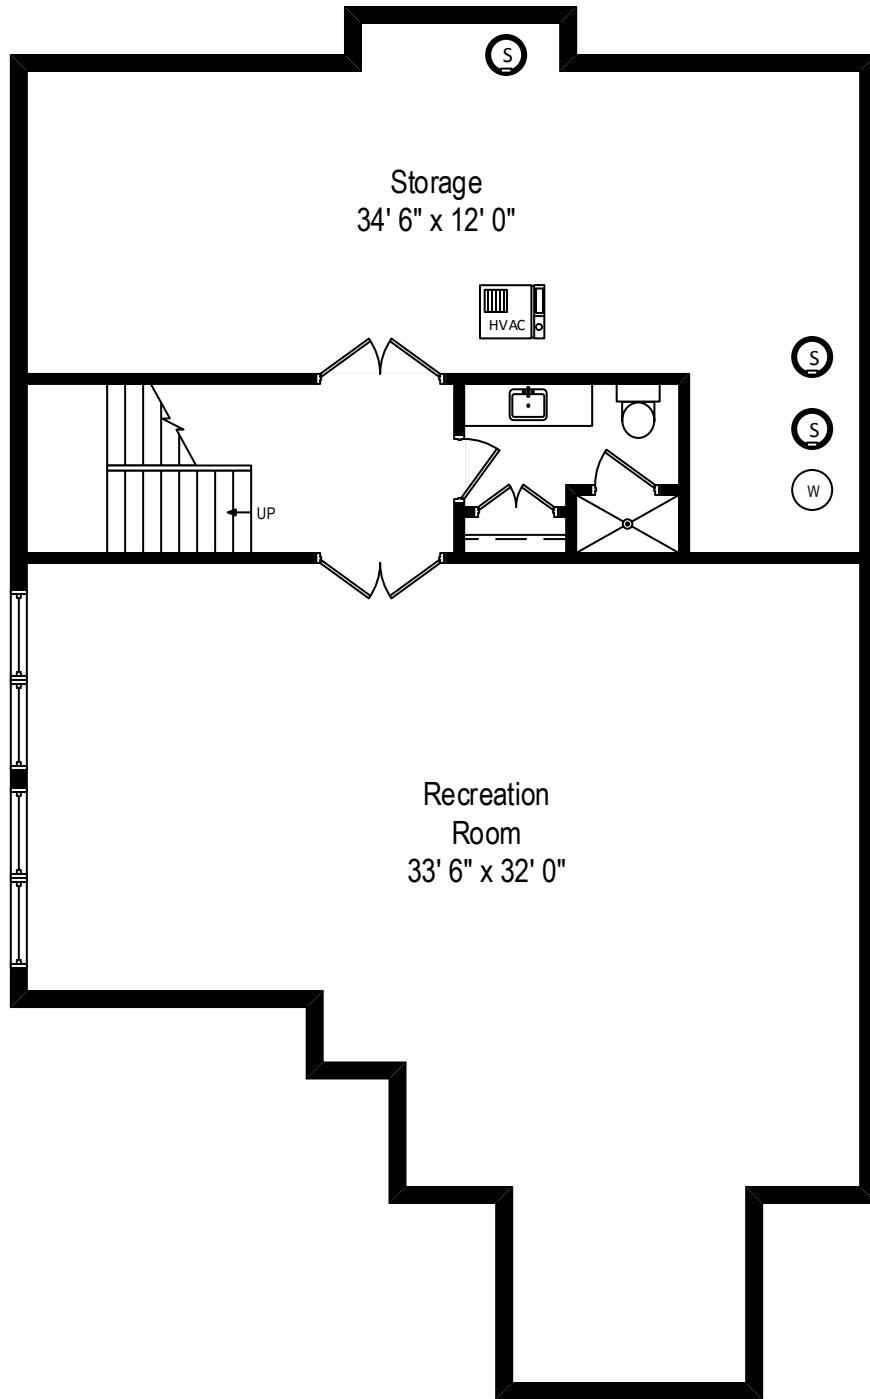 S
Storage
34' 6" x 12' 0"
HVAC
S
S
W
UP
Recreation
Room
33' 6" x 32' 0"